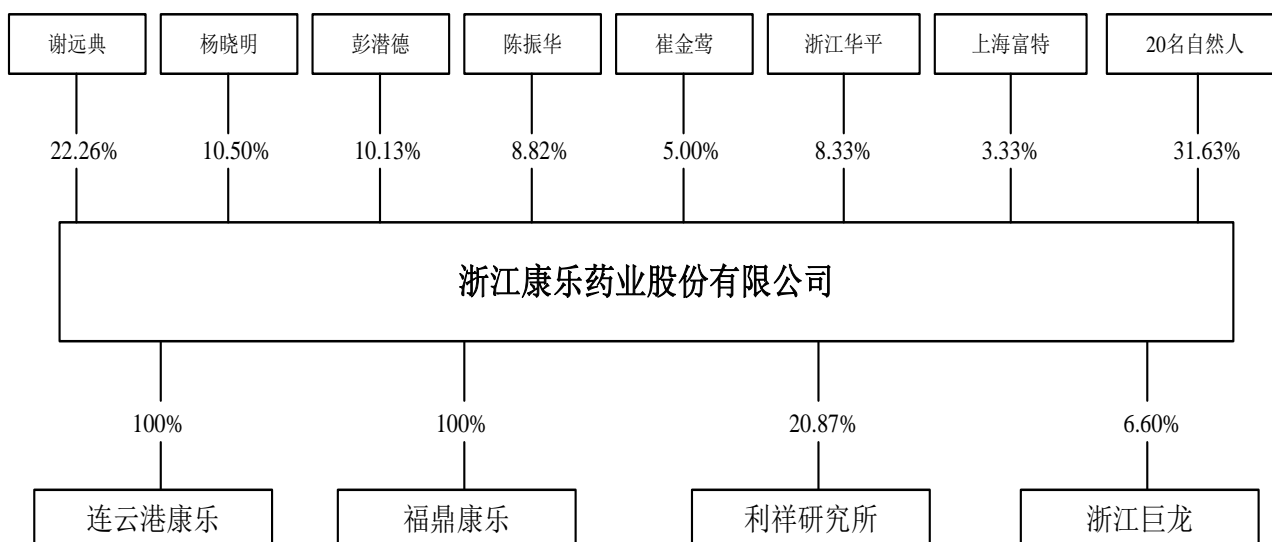 谢远典
杨晓明
彭潜德
陈振华
崔金莺
浙江华平
上海富特
20名自然人
22.26%
10.50%
10.13%
8.82%
5.00%
8.33%
3.33%
31.63%
浙江康乐药业股份有限公司
100%
100%
20.87%
6.60%
连云港康乐
福鼎康乐
利祥研究所
浙江巨龙